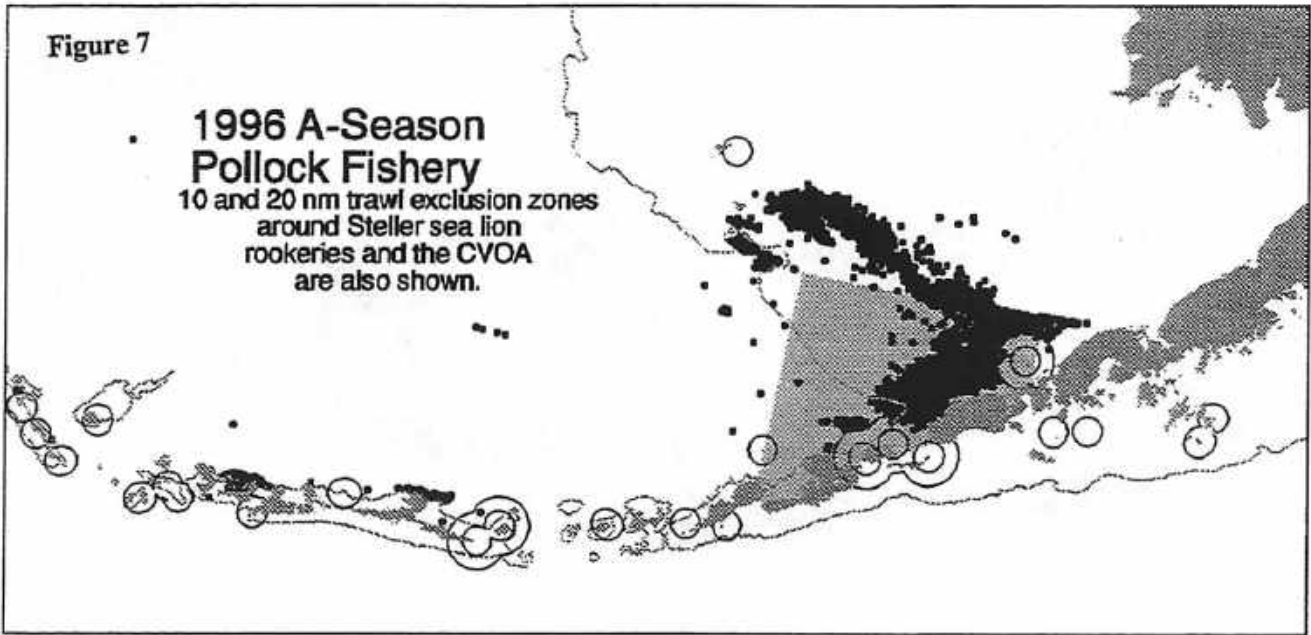 Figure 7
1996 A-Season
Pollock Fishery
10 and 20 nm trawl exclusion zones
around Steller sea lion
rookeries and the CVOA
are also shown.